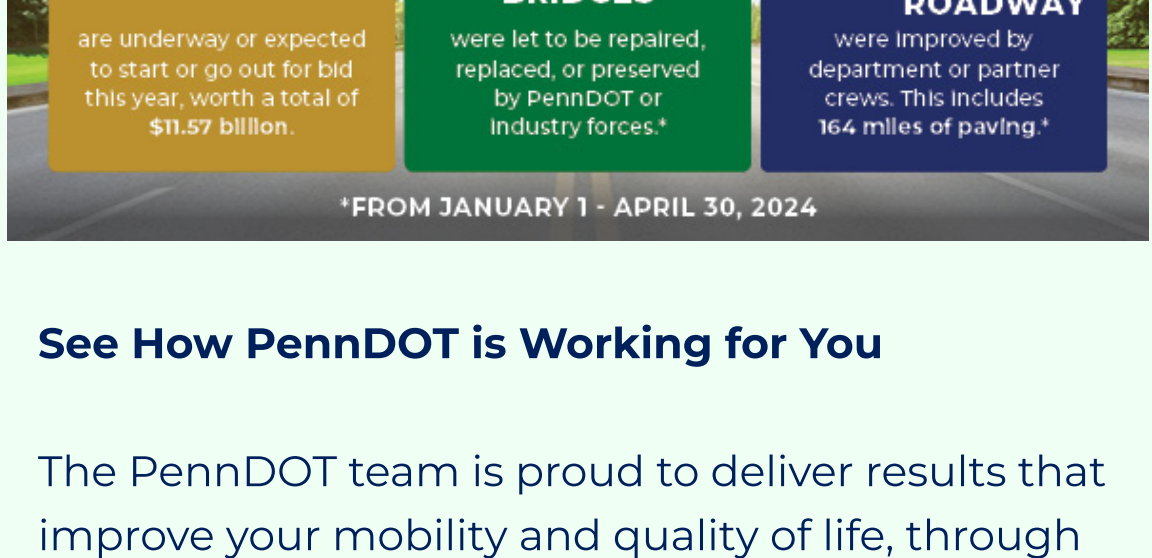 BRIDGES
ROADWAY
are underway or expected
to start or go out for bid
this year, worth a total of
$11.57 billion.
were let to be repaired,
replaced, or preserved
by PennDOT or
industry forces.*
were improved by
department or partner
crews. This includes
164 miles of paving.*
*FROM JANUARY 1 - APRIL 30, 2024
See How PennDOT is Working for You
The PennDOT team is proud to deliver results that
improve your mobility and quality of life, through